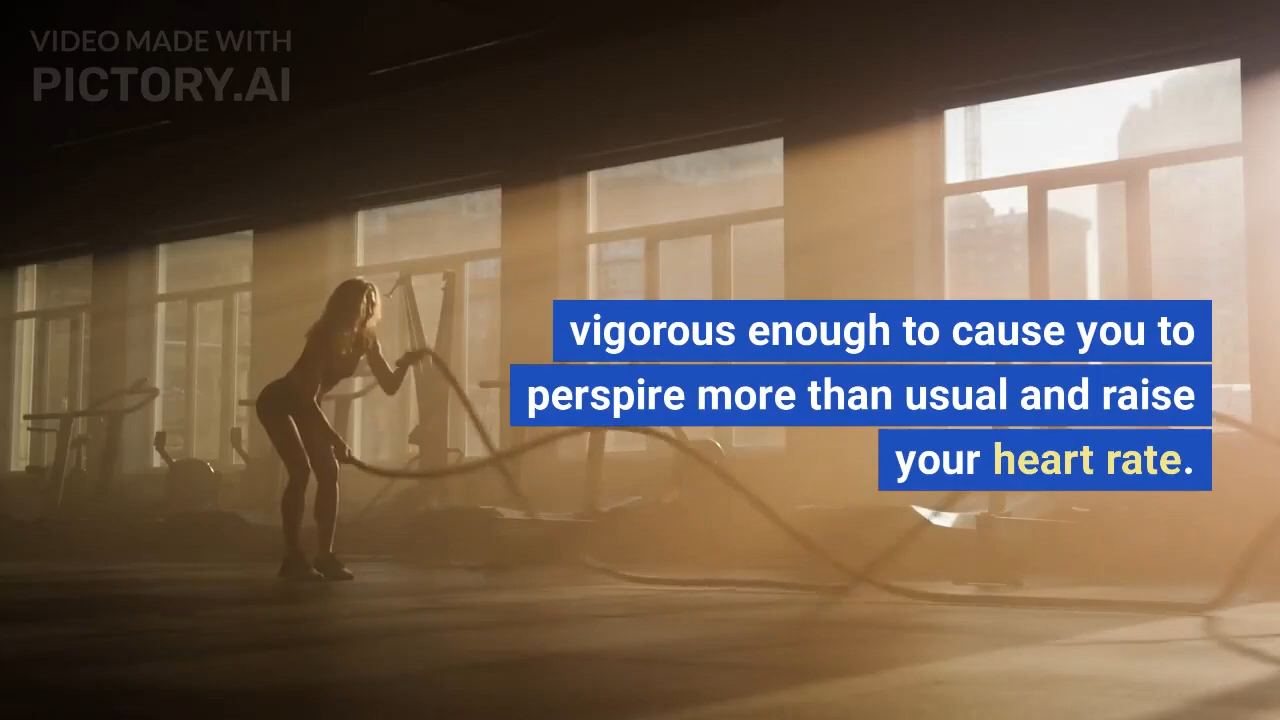 VIDEO MADE WITH
PICTORY.AI
vigorous enough to cause you to
perspire more than usual and raise
your heart rate.